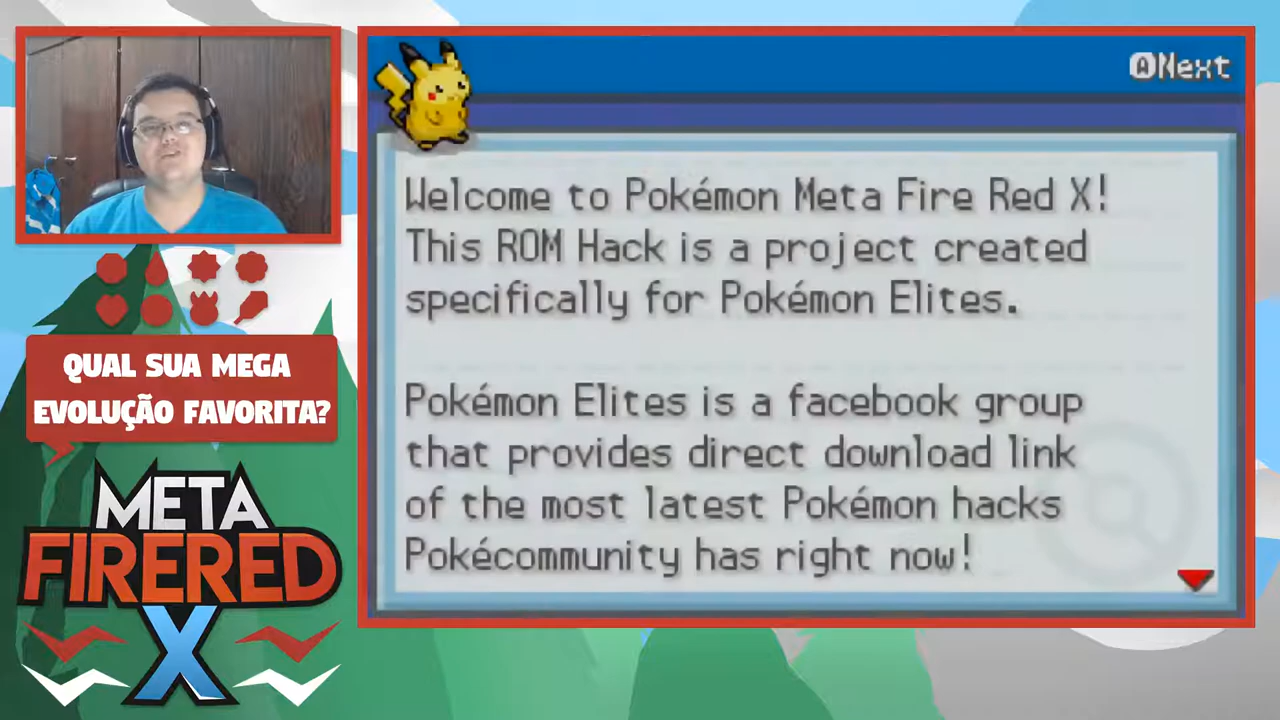 ⒶNext
Welcome to Pokémon Meta Fire Red X!
This ROM Hack is a project created
specifically for Pokémon Elites.
Pokémon Elites is a facebook group
that provides direct download link
of the most latest Pokémon hacks
Pokécommunity has right now!
QUAL SUA MEGA
EVOLUÇÃO FAVORITA?
META
FIRERED
X